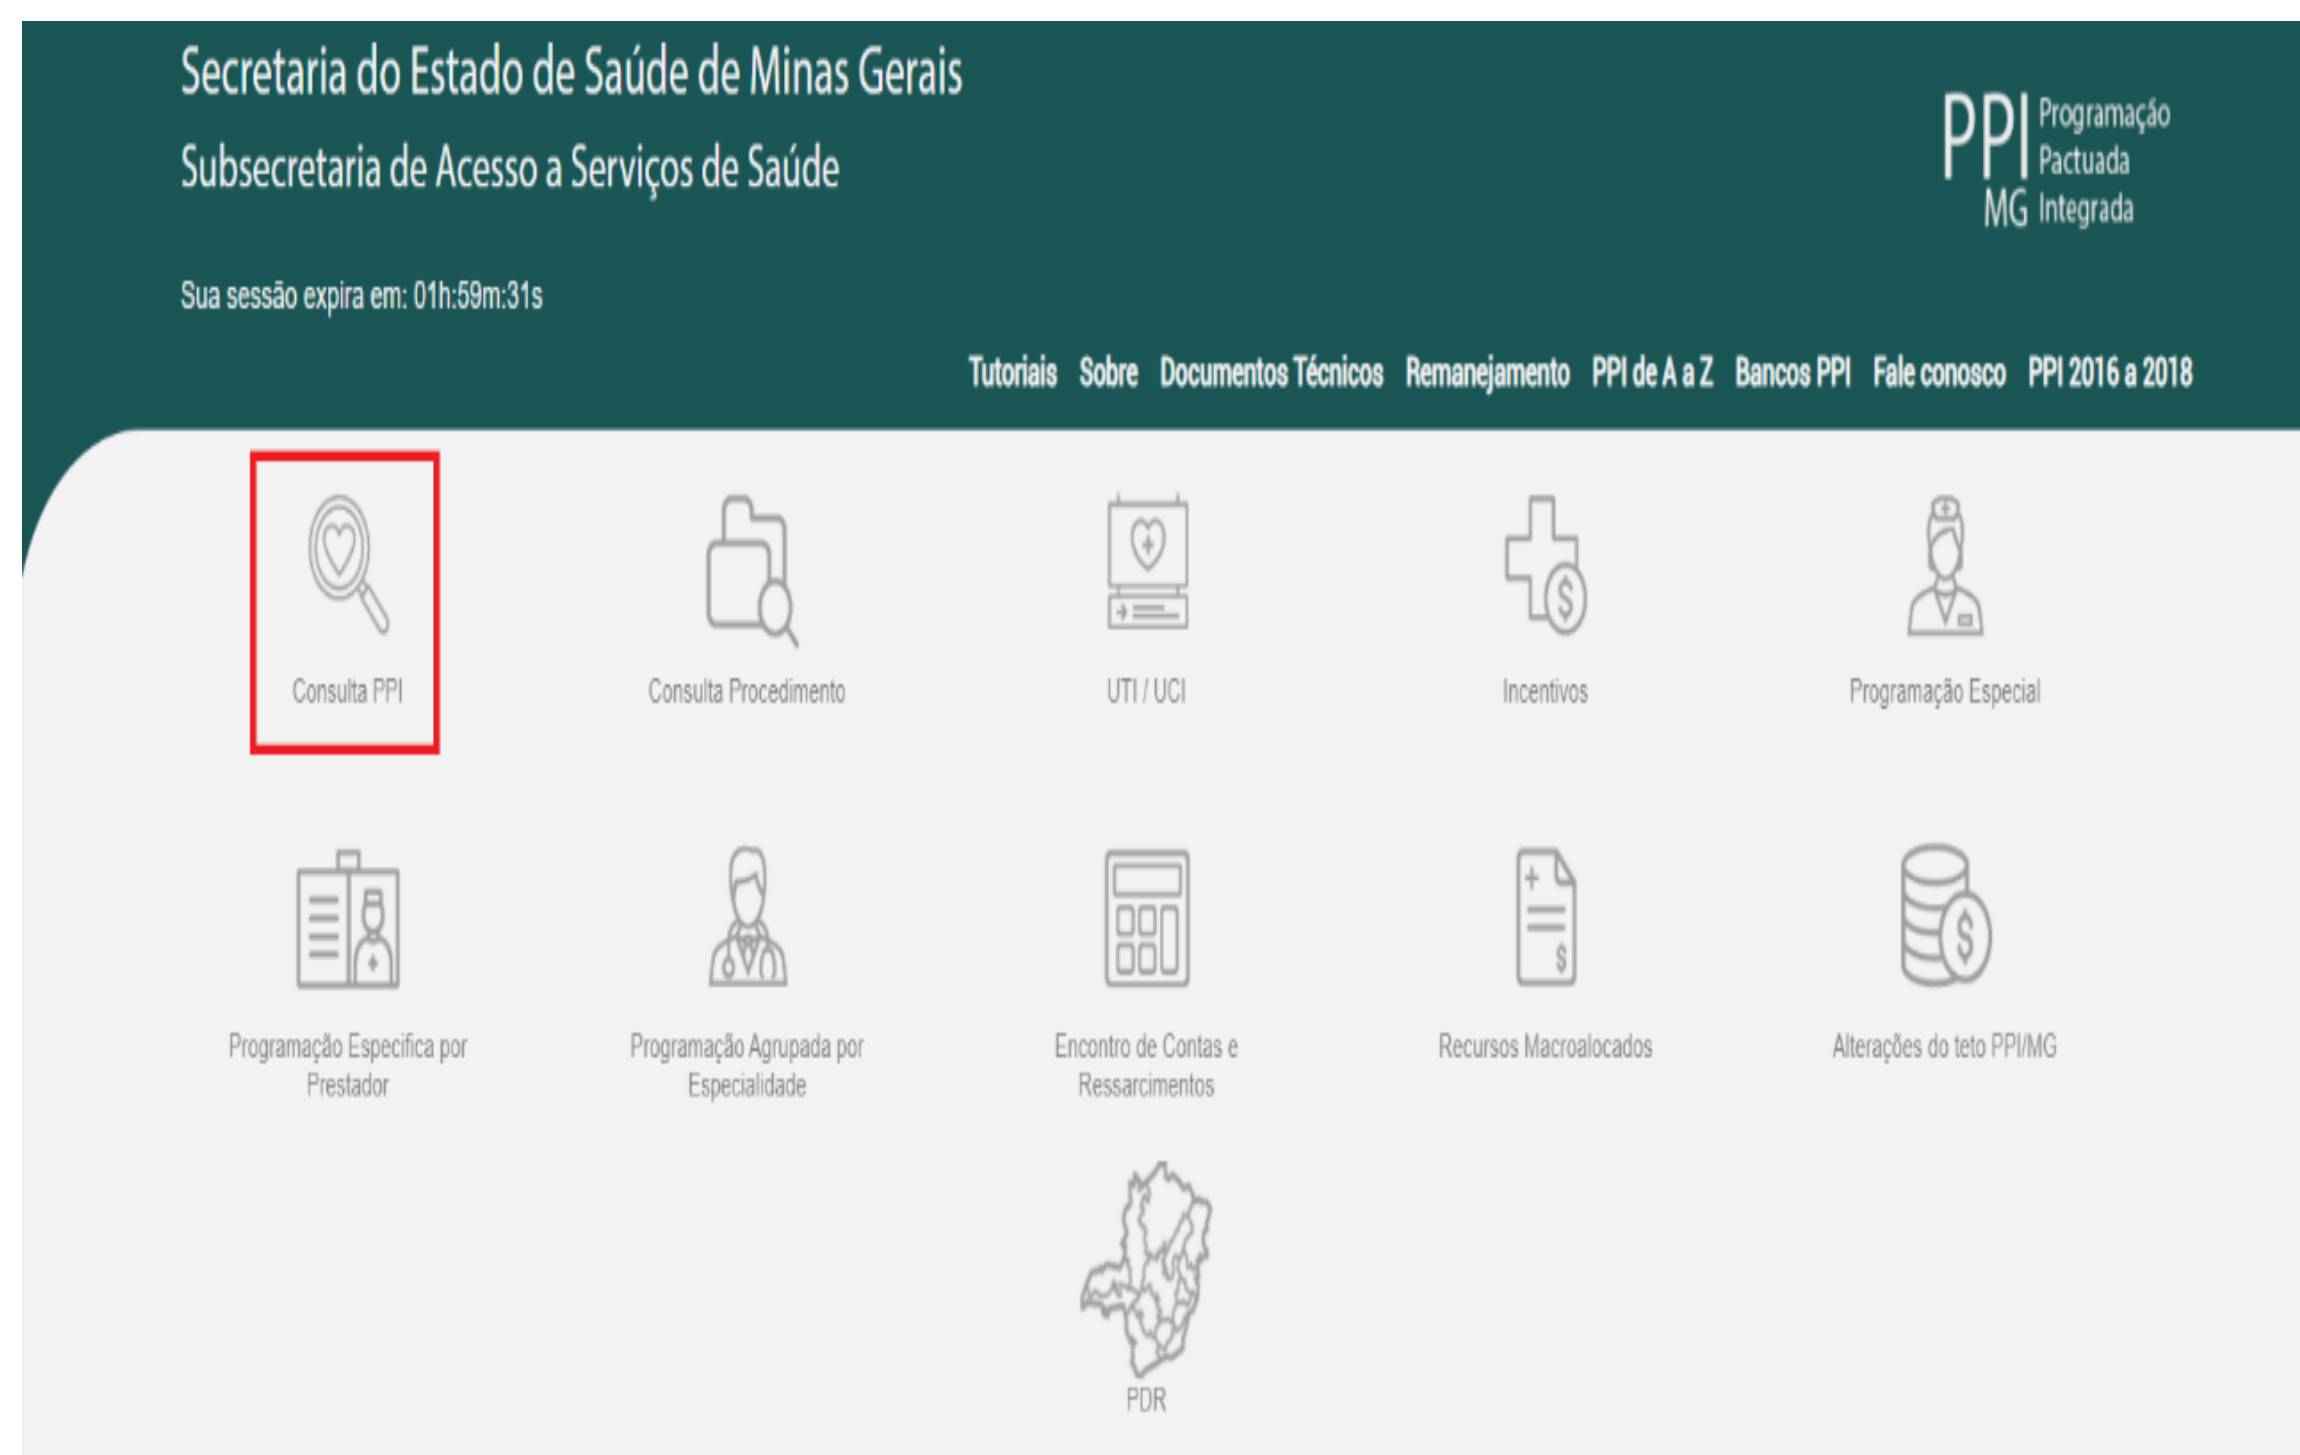 Secretaria do Estado de Saúde de Minas Gerais
Subsecretaria de Acesso a Serviços de Saúde
PPI Programação
Pactuada
MG Integrada
Sua sessão expira em: 01h:59m:31s
Tutoriais Sobre Documentos Técnicos Remanejamento PPI de A a Z Bancos PPI Fale conosco PPI 2016 a 2018
Consulta PPI
Consulta Procedimento
UTI / UCI
Incentivos
Programação Especial
Programação Especifica por
Prestador
Programação Agrupada por
Especialidade
Encontro de Contas e
Ressarcimentos
Recursos Macroalocados
Alterações do teto PPI/MG
PDR